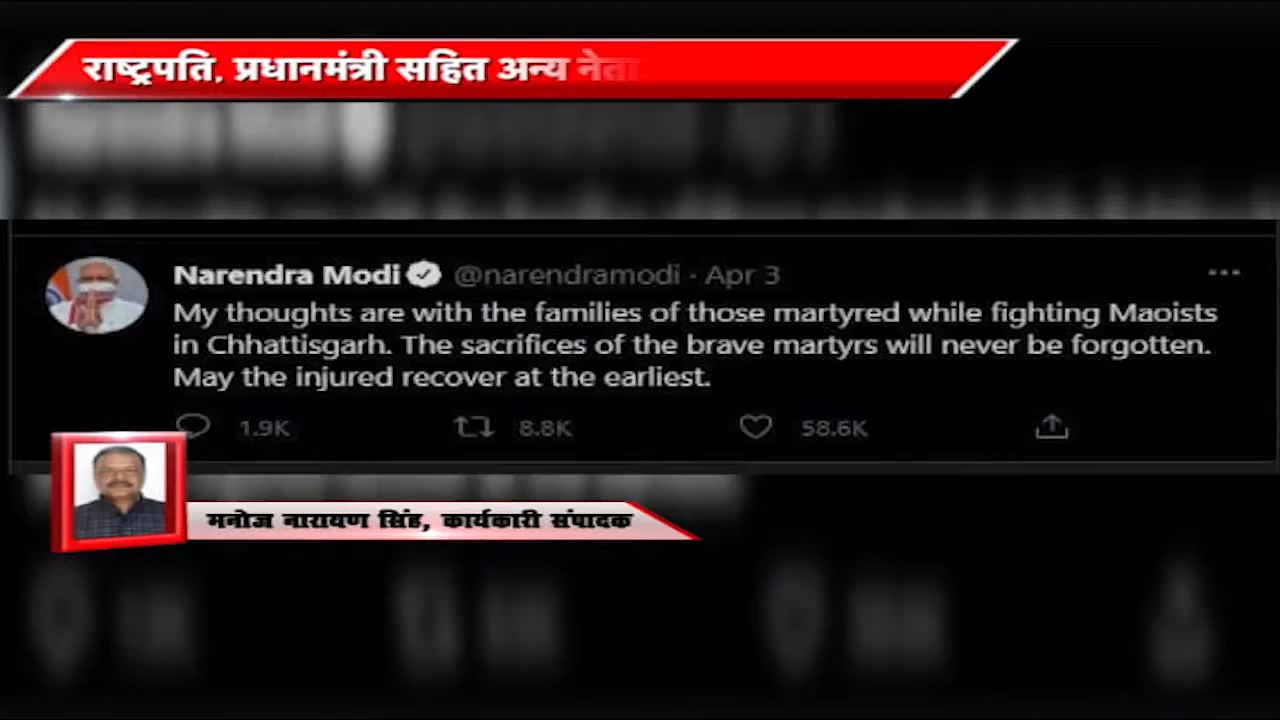 राष्ट्रपति, प्रधानमंत्री सहित अन्य नेता
Narendra Modi @narendramodi · Apr 3
My thoughts are with the families of those martyred while fighting Maoists
in Chhattisgarh. The sacrifices of the brave martyrs will never be forgotten.
May the injured recover at the earliest.
1.9K 8.8K 58.6K
मनोज नारायण सिंह, कार्यकारी संपादक